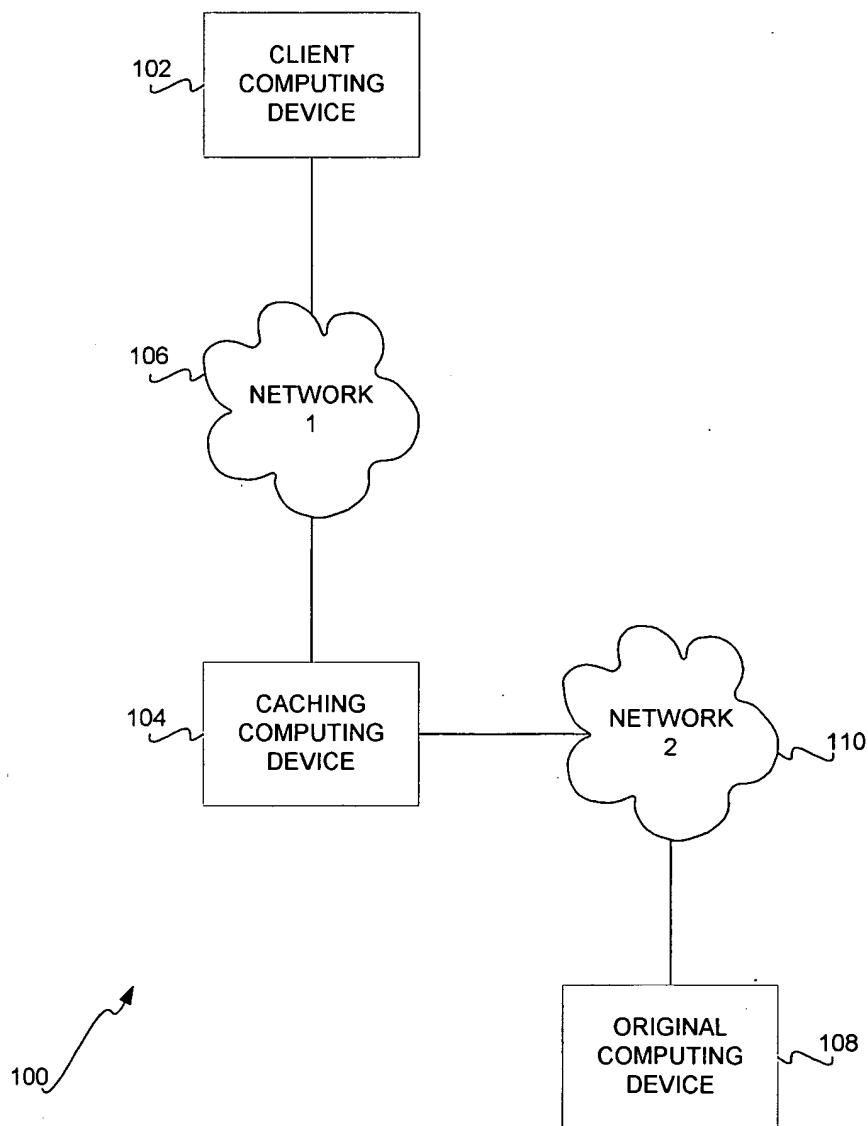 102
CLIENT
COMPUTING
DEVICE
106
NETWORK
1
104
CACHING
COMPUTING
DEVICE
NETWORK
2
110
100
ORIGINAL
COMPUTING
DEVICE
108